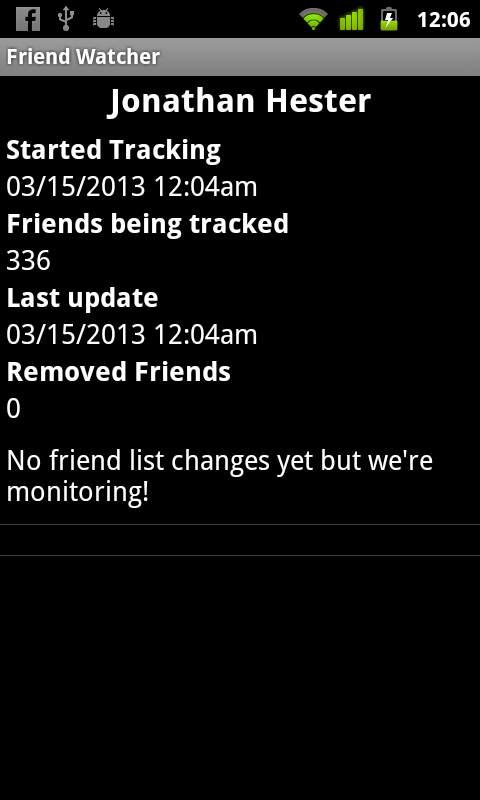 12:06
Friend Watcher
Jonathan Hester
Started Tracking
03/15/2013 12:04am
Friends being tracked
336
Last update
03/15/2013 12:04am
Removed Friends
0
No friend list changes yet but we're
monitoring!